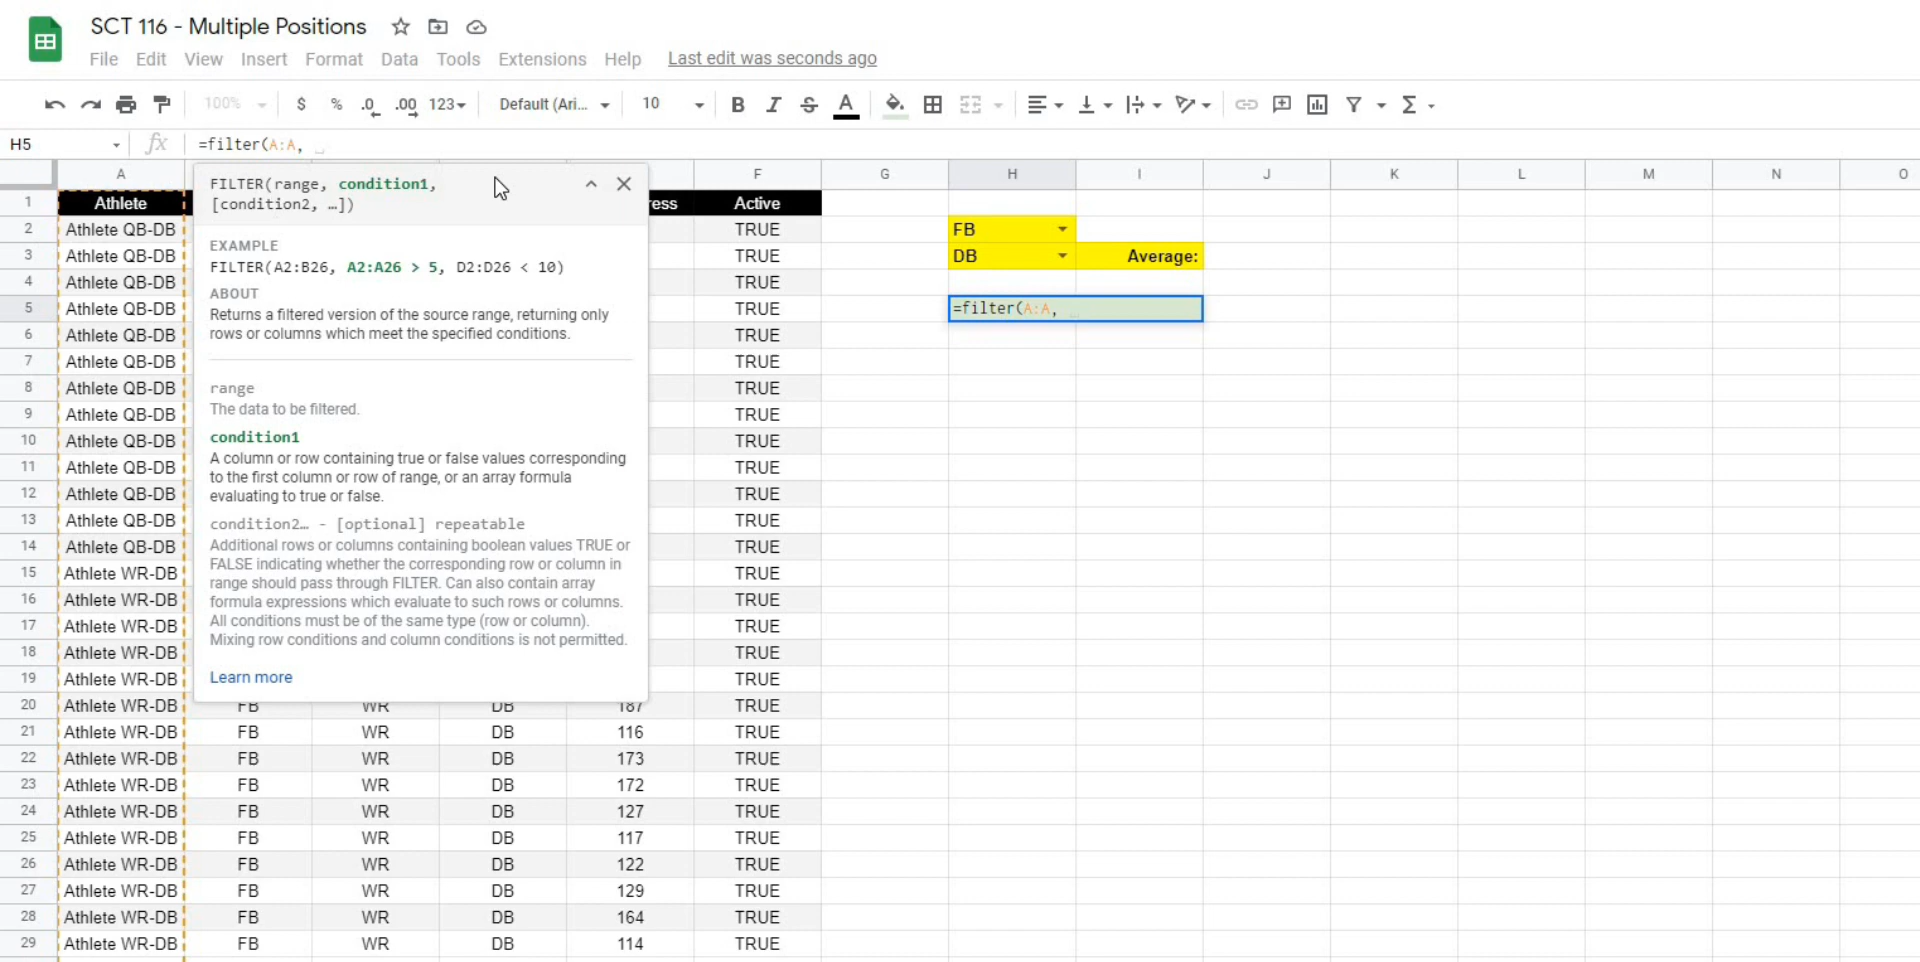 SCT 116 - Multiple Positions
File Edit View Insert Format Data Tools Extensions Help Last edit was seconds ago
100% $ % .0 .00 123 Default (Ari... 10 B I S A
H5 fx =filter(A:A,
A F G H I J K L M N O
FILTER(range, condition1,
[condition2, …])
EXAMPLE
FILTER(A2:B26, A2:A26 > 5, D2:D26 < 10)
ABOUT
Returns a filtered version of the source range, returning only
rows or columns which meet the specified conditions.
range
The data to be filtered.
condition1
A column or row containing true or false values corresponding
to the first column or row of range, or an array formula
evaluating to true or false.
condition2… - [optional] repeatable
Additional rows or columns containing boolean values TRUE or
FALSE indicating whether the corresponding row or column in
range should pass through FILTER. Can also contain array
formula expressions which evaluate to such rows or columns.
All conditions must be of the same type (row or column).
Mixing row conditions and column conditions is not permitted.
Learn more
1 Athlete ress Active
2 Athlete QB-DB TRUE FB
3 Athlete QB-DB TRUE DB Average:
4 Athlete QB-DB TRUE
5 Athlete QB-DB TRUE =filter(A:A,
6 Athlete QB-DB TRUE
7 Athlete QB-DB TRUE
8 Athlete QB-DB TRUE
9 Athlete QB-DB TRUE
10 Athlete QB-DB TRUE
11 Athlete QB-DB TRUE
12 Athlete QB-DB TRUE
13 Athlete QB-DB TRUE
14 Athlete QB-DB TRUE
15 Athlete WR-DB TRUE
16 Athlete WR-DB TRUE
17 Athlete WR-DB TRUE
18 Athlete WR-DB TRUE
19 Athlete WR-DB TRUE
20 Athlete WR-DB FB WR DB 187 TRUE
21 Athlete WR-DB FB WR DB 116 TRUE
22 Athlete WR-DB FB WR DB 173 TRUE
23 Athlete WR-DB FB WR DB 172 TRUE
24 Athlete WR-DB FB WR DB 127 TRUE
25 Athlete WR-DB FB WR DB 117 TRUE
26 Athlete WR-DB FB WR DB 122 TRUE
27 Athlete WR-DB FB WR DB 129 TRUE
28 Athlete WR-DB FB WR DB 164 TRUE
29 Athlete WR-DB FB WR DB 114 TRUE